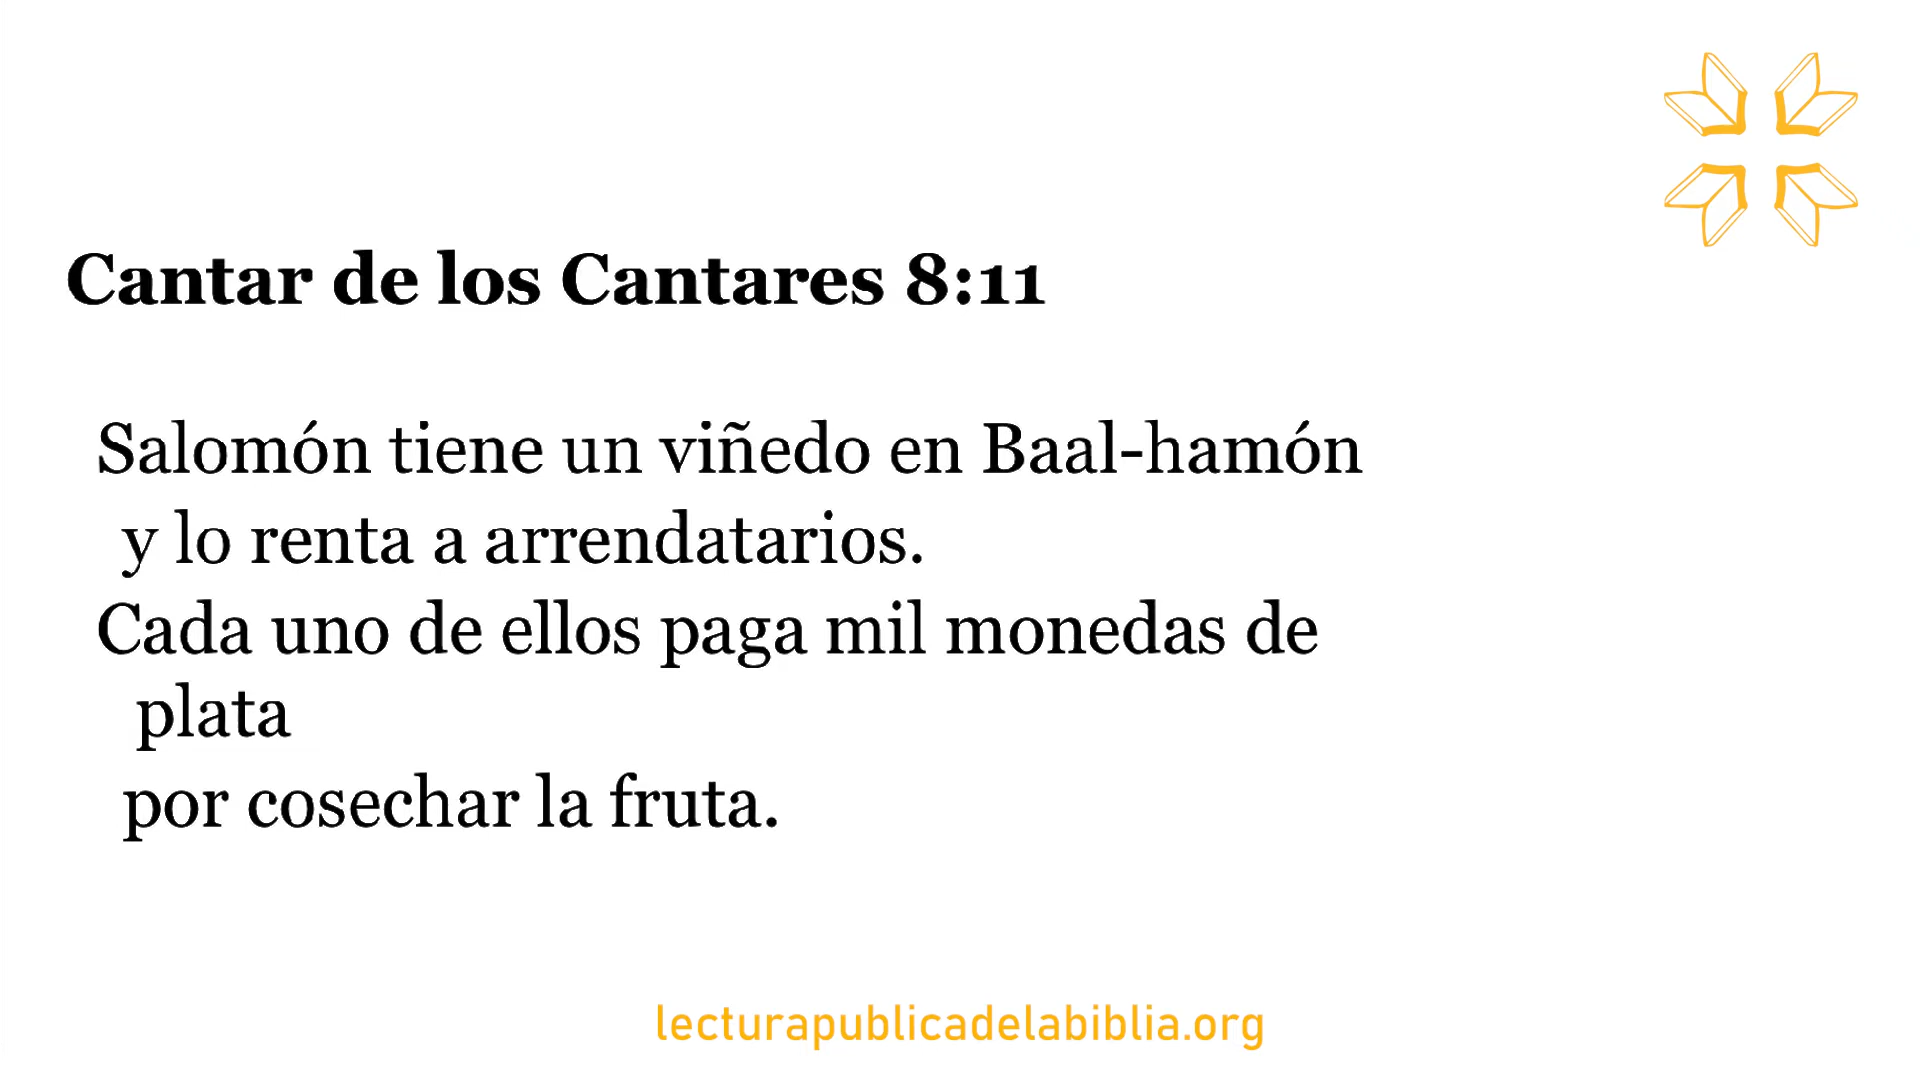 Cantar de los Cantares 8:11
Salomón tiene un viñedo en Baal-hamón
y lo renta a arrendatarios.
Cada uno de ellos paga mil monedas de
plata
por cosechar la fruta.
lecturapublicadelabiblia.org